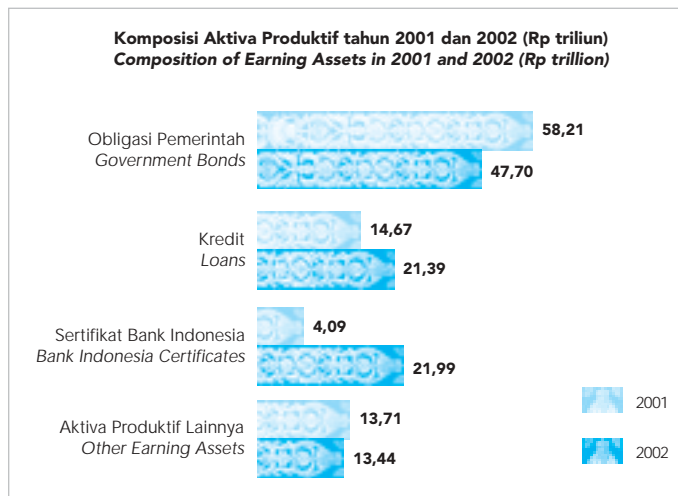 Komposisi Aktiva Produktif tahun 2001 dan 2002 (Rp triliun)
Composition of Earning Assets in 2001 and 2002 (Rp trillion)
Obligasi Pemerintah
Government Bonds
58,21
47,70
Kredit
Loans
14,67
21,39
Sertifikat Bank Indonesia
Bank Indonesia Certificates
4,09
21,99
Aktiva Produktif Lainnya
Other Earning Assets
13,71
13,44
2001
2002